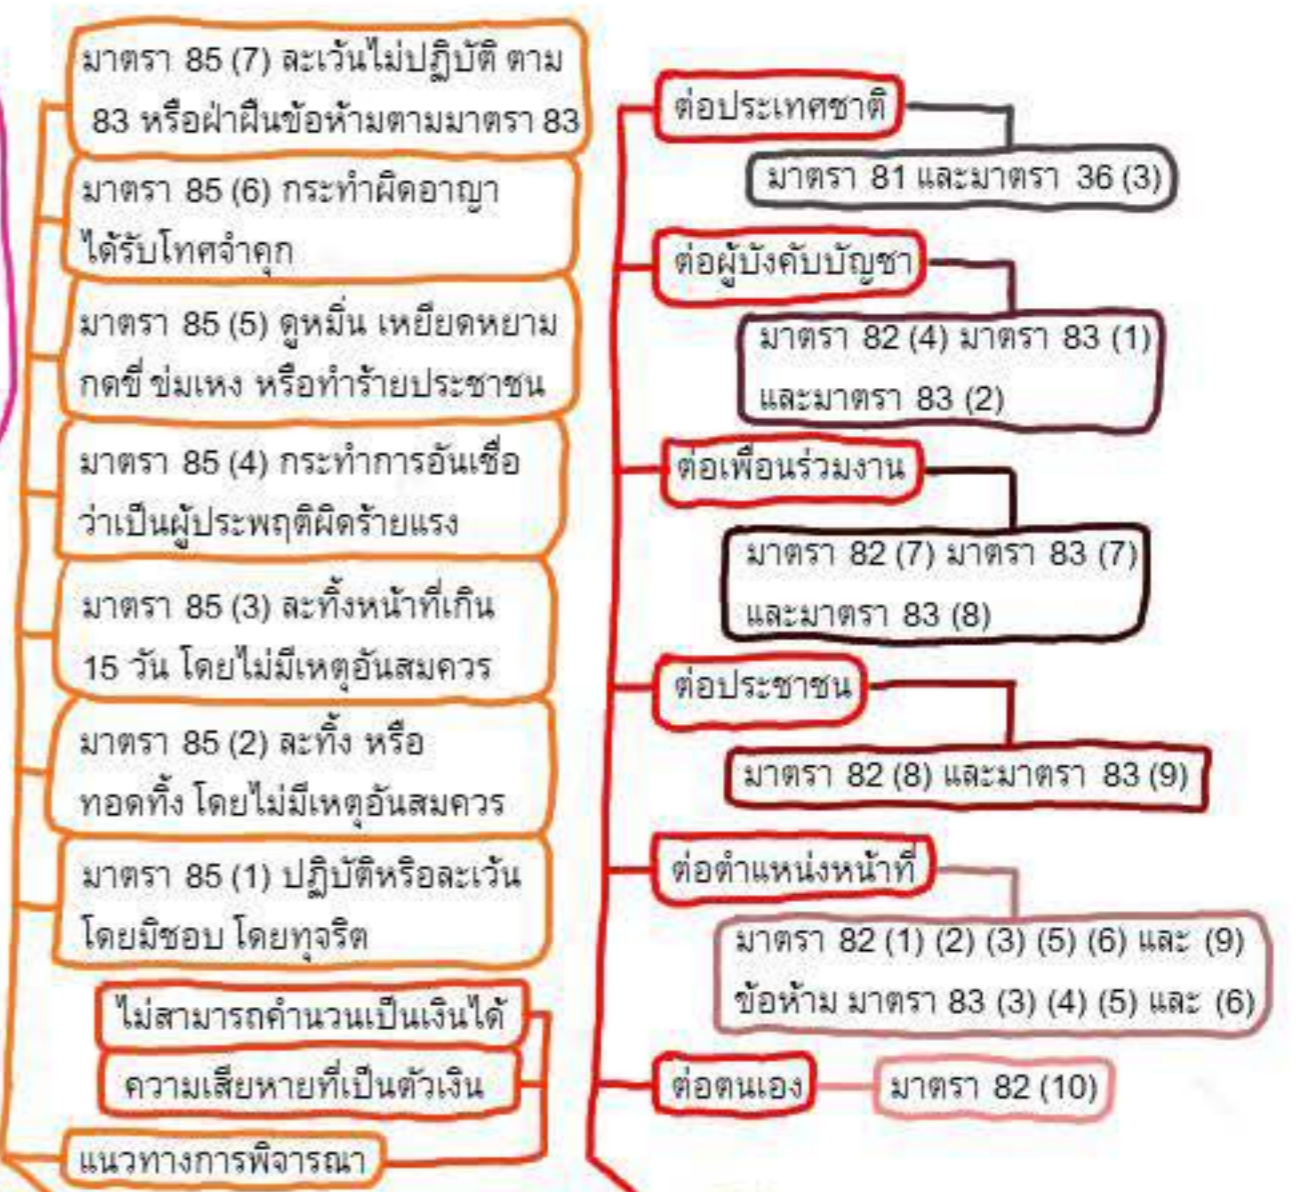 มาตรา 85 (7) ละเว้นไม่ปฏิบัติ ตาม
83 หรือฝ่าฝืนข้อห้ามตามมาตรา 83
มาตรา 85 (6) กระทำผิดอาญา
ได้รับโทศจำคุก
มาตรา 85 (5) ดูหมิ่น เหยียดหยาม
กดขี่ ข่มเหง หรือทำร้ายประชาชน
มาตรา 85 (4) กระทำการอันเชื่อ
ว่าเป็นผู้ประพฤติผิดร้ายแรง
มาตรา 85 (3) ละทิ้งหน้าที่เกิน
15 วัน โดยไม่มีเหตุอันสมควร
มาตรา 85 (2) ละทิ้ง หรือ
ทอดทิ้ง โดยไม่มีเหตุอันสมควร
มาตรา 85 (1) ปฏิบัติหริอละเว้น
โดยมิชอบ โดยทุจริต
ไม่สามารถคำนวนเป็นเงินได้
ความเสียหายที่เป็นตัวเงิน
แนวทางการพิจารณา
ต่อประเทศชาติ
มาตรา 81 และมาตรา 36 (3)
ต่อผู้บังคับบัญชา
มาตรา 82 (4) มาตรา 83 (1)
และมาตรา 83 (2)
ต่อเพื่อนร่วมงาน
มาตรา 82 (7) มาตรา 83 (7)
และมาตรา 83 (8)
ต่อประชาชน
มาตรา 82 (8) และมาตรา 83 (9)
ต่อตำแหน่งหน้าที่
มาตรา 82 (1) (2) (3) (5) (6) และ (9)
ข้อห้าม มาตรา 83 (3) (4) (5) และ (6)
ต่อตนเอง
มาตรา 82 (10)